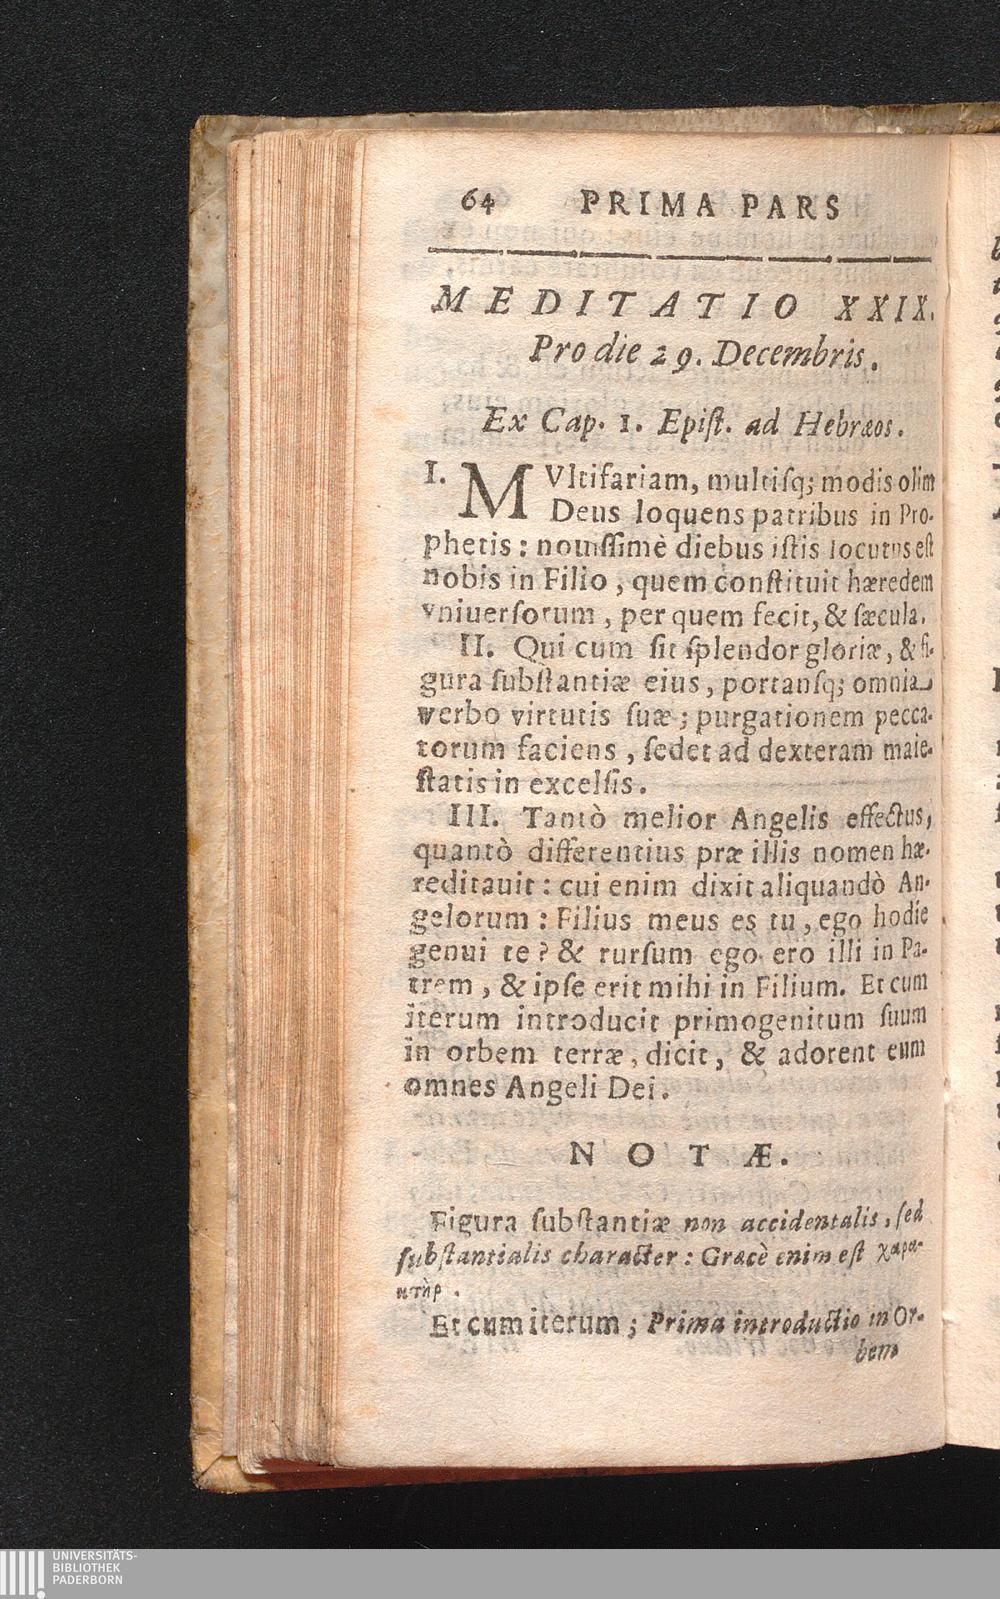 64 PRIMA PARS
MEDITATIO XXIX.
Pro die 29. Decembris.
Ex Cap. 1. Epiſt. ad Hebræos.
I. MVltifariam, multiſq; modis olim
Deus loquens patribus in Pro-
phetis: nouiſſimè diebus iſtis locutus eſt
nobis in Filio, quem conſtituit hæredem
vniuerſorum, per quem fecit, & ſæcula.
II. Qui cum ſit ſplendor gloriæ, & fi-
gura ſubſtantiæ eius, portanſq; omnia
verbo virtutis ſuæ; purgationem pecca-
torum faciens, ſedet ad dexteram maie-
ſtatis in excelſis.
III. Tantò melior Angelis effectus,
quantò differentius præ illis nomen hæ-
reditauit: cui enim dixit aliquandò An-
gelorum: Filius meus es tu, ego hodie
genui te? & rurſum ego ero illi in Pa-
trem, & ipſe erit mihi in Filium. Et cum
iterum introducit primogenitum ſuum
in orbem terræ, dicit, & adorent eum
omnes Angeli Dei.
NOTÆ.
Figura ſubſtantiæ non accidentalis, ſed
ſubſtantialis character: Græcè enim eſt χαρα-
κτὴρ.
Et cum iterum; Prima introductio in Or-
bem
UNIVERSITÄTS-
BIBLIOTHEK
PADERBORN